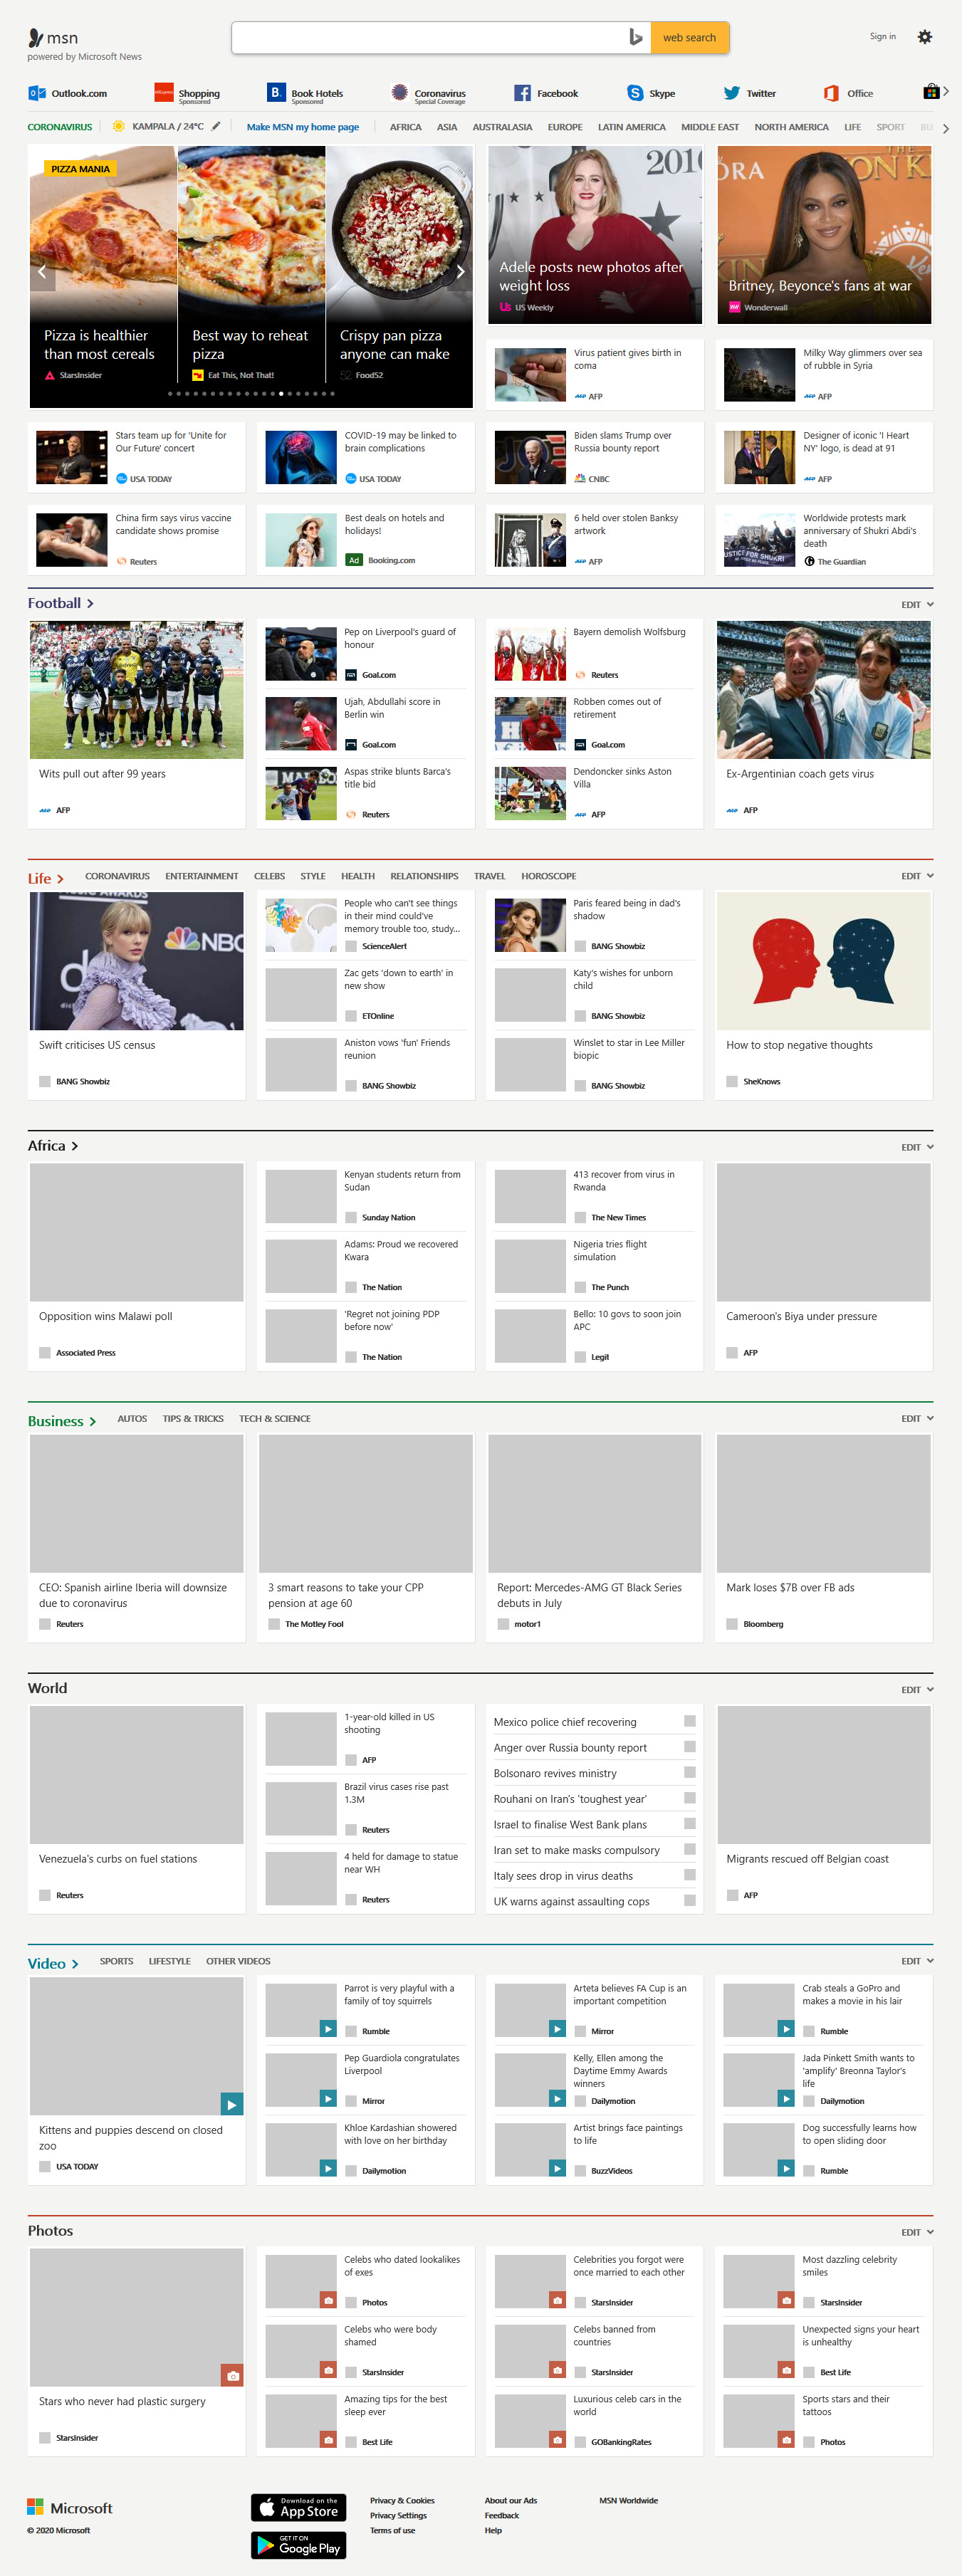 msn
powered by Microsoft News
web search
Sign in
Outlook.com
Shopping
Sponsored
Book Hotels
Sponsored
Coronavirus
Special Coverage
Facebook
Skype
Twitter
Office
CORONAVIRUS
KAMPALA / 24°C
Make MSN my home page
AFRICA
ASIA
AUSTRALASIA
EUROPE
LATIN AMERICA
MIDDLE EAST
NORTH AMERICA
LIFE
SPORT
BU
PIZZA MANIA
Pizza is healthier
than most cereals
StarsInsider
Best way to reheat
pizza
Eat This, Not That!
Crispy pan pizza
anyone can make
Food52
Adele posts new photos after
weight loss
US Weekly
Britney, Beyonce's fans at war
Wonderwall
Virus patient gives birth in
coma
AFP
Milky Way glimmers over sea
of rubble in Syria
AFP
Stars team up for 'Unite for
Our Future' concert
USA TODAY
COVID-19 may be linked to
brain complications
USA TODAY
Biden slams Trump over
Russia bounty report
CNBC
Designer of iconic 'I Heart
NY' logo, is dead at 91
AFP
China firm says virus vaccine
candidate shows promise
Reuters
Best deals on hotels and
holidays!
Ad Booking.com
6 held over stolen Banksy
artwork
AFP
Worldwide protests mark
anniversary of Shukri Abdi's
death
The Guardian
Football
EDIT
Wits pull out after 99 years
AFP
Pep on Liverpool's guard of
honour
Goal.com
Ujah, Abdullahi score in
Berlin win
Goal.com
Aspas strike blunts Barca's
title bid
Reuters
Bayern demolish Wolfsburg
Reuters
Robben comes out of
retirement
Goal.com
Dendoncker sinks Aston
Villa
AFP
Ex-Argentinian coach gets virus
AFP
Life
CORONAVIRUS
ENTERTAINMENT
CELEBS
STYLE
HEALTH
RELATIONSHIPS
TRAVEL
HOROSCOPE
EDIT
Swift criticises US census
BANG Showbiz
People who can't see things
in their mind could've
memory trouble too, study...
ScienceAlert
Zac gets 'down to earth' in
new show
ETOnline
Aniston vows 'fun' Friends
reunion
BANG Showbiz
Paris feared being in dad's
shadow
BANG Showbiz
Katy's wishes for unborn
child
BANG Showbiz
Winslet to star in Lee Miller
biopic
BANG Showbiz
How to stop negative thoughts
SheKnows
Africa
EDIT
Opposition wins Malawi poll
Associated Press
Kenyan students return from
Sudan
Sunday Nation
Adams: Proud we recovered
Kwara
The Nation
'Regret not joining PDP
before now'
The Nation
413 recover from virus in
Rwanda
The New Times
Nigeria tries flight
simulation
The Punch
Bello: 10 govs to soon join
APC
Legit
Cameroon's Biya under pressure
AFP
Business
AUTOS
TIPS & TRICKS
TECH & SCIENCE
EDIT
CEO: Spanish airline Iberia will downsize
due to coronavirus
Reuters
3 smart reasons to take your CPP
pension at age 60
The Motley Fool
Report: Mercedes-AMG GT Black Series
debuts in July
motor1
Mark loses $7B over FB ads
Bloomberg
World
EDIT
Venezuela's curbs on fuel stations
Reuters
1-year-old killed in US
shooting
AFP
Brazil virus cases rise past
1.3M
Reuters
4 held for damage to statue
near WH
Reuters
Mexico police chief recovering
Anger over Russia bounty report
Bolsonaro revives ministry
Rouhani on Iran's 'toughest year'
Israel to finalise West Bank plans
Iran set to make masks compulsory
Italy sees drop in virus deaths
UK warns against assaulting cops
Migrants rescued off Belgian coast
AFP
Video
SPORTS
LIFESTYLE
OTHER VIDEOS
EDIT
Kittens and puppies descend on closed
zoo
USA TODAY
Parrot is very playful with a
family of toy squirrels
Rumble
Pep Guardiola congratulates
Liverpool
Mirror
Khloe Kardashian showered
with love on her birthday
Dailymotion
Arteta believes FA Cup is an
important competition
Mirror
Kelly, Ellen among the
Daytime Emmy Awards
winners
Dailymotion
Artist brings face paintings
to life
BuzzVideos
Crab steals a GoPro and
makes a movie in his lair
Rumble
Jada Pinkett Smith wants to
'amplify' Breonna Taylor's
life
Dailymotion
Dog successfully learns how
to open sliding door
Rumble
Photos
EDIT
Stars who never had plastic surgery
StarsInsider
Celebs who dated lookalikes
of exes
Photos
Celebs who were body
shamed
StarsInsider
Amazing tips for the best
sleep ever
Best Life
Celebrities you forgot were
once married to each other
StarsInsider
Celebs banned from
countries
StarsInsider
Luxurious celeb cars in the
world
GOBankingRates
Most dazzling celebrity
smiles
StarsInsider
Unexpected signs your heart
is unhealthy
Best Life
Sports stars and their
tattoos
Photos
Microsoft
© 2020 Microsoft
Download on the
App Store
GET IT ON
Google Play
Privacy & Cookies
Privacy Settings
Terms of use
About our Ads
Feedback
Help
MSN Worldwide